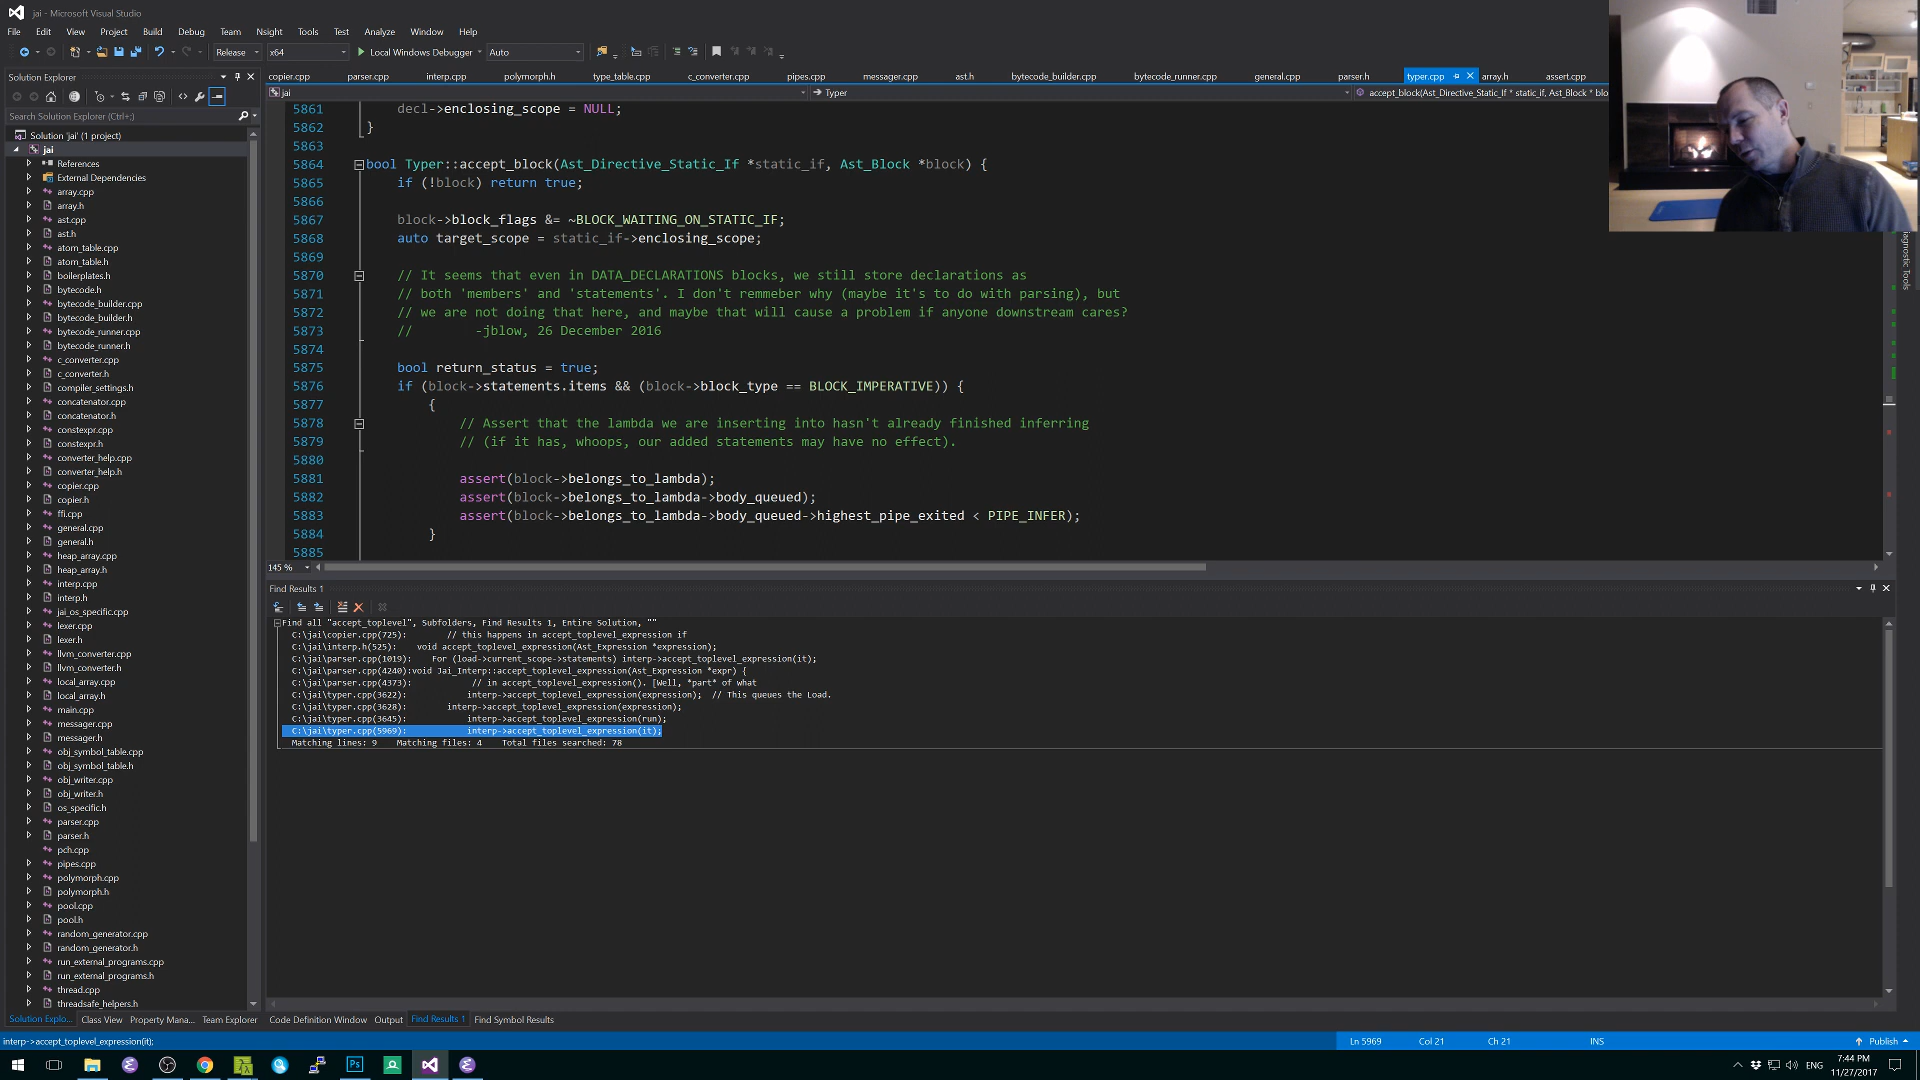 jai - Microsoft Visual Studio
File Edit View Project Build Debug Team Nsight Tools Test Analyze Window Help
Release x64 Local Windows Debugger Auto
Solution Explorer
Search Solution Explorer (Ctrl+;)
Solution 'jai' (1 project)
jai
References
External Dependencies
array.cpp
array.h
ast.cpp
ast.h
atom_table.cpp
atom_table.h
boilerplates.h
bytecode.h
bytecode_builder.cpp
bytecode_builder.h
bytecode_runner.cpp
bytecode_runner.h
c_converter.cpp
c_converter.h
compiler_settings.h
concatenator.cpp
concatenator.h
constexpr.cpp
constexpr.h
converter_help.cpp
converter_help.h
copier.cpp
copier.h
ffi.cpp
general.cpp
general.h
heap_array.cpp
heap_array.h
interp.cpp
interp.h
jai_os_specific.cpp
lexer.cpp
lexer.h
llvm_converter.cpp
llvm_converter.h
local_array.cpp
local_array.h
main.cpp
messager.cpp
messager.h
obj_symbol_table.cpp
obj_symbol_table.h
obj_writer.cpp
obj_writer.h
os_specific.h
parser.cpp
parser.h
pch.cpp
pipes.cpp
polymorph.cpp
polymorph.h
pool.cpp
pool.h
random_generator.cpp
random_generator.h
run_external_programs.cpp
run_external_programs.h
thread.cpp
threadsafe_helpers.h
Solution Explo... Class View Property Mana... Team Explorer
copier.cpp parser.cpp interp.cpp polymorph.h type_table.cpp c_converter.cpp pipes.cpp messager.cpp ast.h bytecode_builder.cpp bytecode_runner.cpp general.cpp parser.h typer.cpp array.h assert.cpp
jai Typer accept_block(Ast_Directive_Static_If * static_if, Ast_Block * blo
5861 decl->enclosing_scope = NULL;
5862 }
5863
5864 bool Typer::accept_block(Ast_Directive_Static_If *static_if, Ast_Block *block) {
5865 if (!block) return true;
5866
5867 block->block_flags &= ~BLOCK_WAITING_ON_STATIC_IF;
5868 auto target_scope = static_if->enclosing_scope;
5869
5870 // It seems that even in DATA_DECLARATIONS blocks, we still store declarations as
5871 // both 'members' and 'statements'. I don't remmeber why (maybe it's to do with parsing), but
5872 // we are not doing that here, and maybe that will cause a problem if anyone downstream cares?
5873 // -jblow, 26 December 2016
5874
5875 bool return_status = true;
5876 if (block->statements.items && (block->block_type == BLOCK_IMPERATIVE)) {
5877 {
5878 // Assert that the lambda we are inserting into hasn't already finished inferring
5879 // (if it has, whoops, our added statements may have no effect).
5880
5881 assert(block->belongs_to_lambda);
5882 assert(block->belongs_to_lambda->body_queued);
5883 assert(block->belongs_to_lambda->body_queued->highest_pipe_exited < PIPE_INFER);
5884 }
5885
145 %
Find Results 1
Find all "accept_toplevel", Subfolders, Find Results 1, Entire Solution, ""
C:\jai\copier.cpp(725): // this happens in accept_toplevel_expression if
C:\jai\interp.h(525): void accept_toplevel_expression(Ast_Expression *expression);
C:\jai\parser.cpp(1019): For (load->current_scope->statements) interp->accept_toplevel_expression(it);
C:\jai\parser.cpp(4240):void Jai_Interp::accept_toplevel_expression(Ast_Expression *expr) {
C:\jai\parser.cpp(4373): // in accept_toplevel_expression(). [Well, *part* of what
C:\jai\typer.cpp(3622): interp->accept_toplevel_expression(expression); // This queues the Load.
C:\jai\typer.cpp(3628): interp->accept_toplevel_expression(expression);
C:\jai\typer.cpp(3645): interp->accept_toplevel_expression(run);
C:\jai\typer.cpp(5969): interp->accept_toplevel_expression(it);
Matching lines: 9 Matching files: 4 Total files searched: 78
Code Definition Window Output Find Results 1 Find Symbol Results
interp->accept_toplevel_expression(it); Ln 5969 Col 21 Ch 21 INS Publish
ENG 7:44 PM
11/27/2017